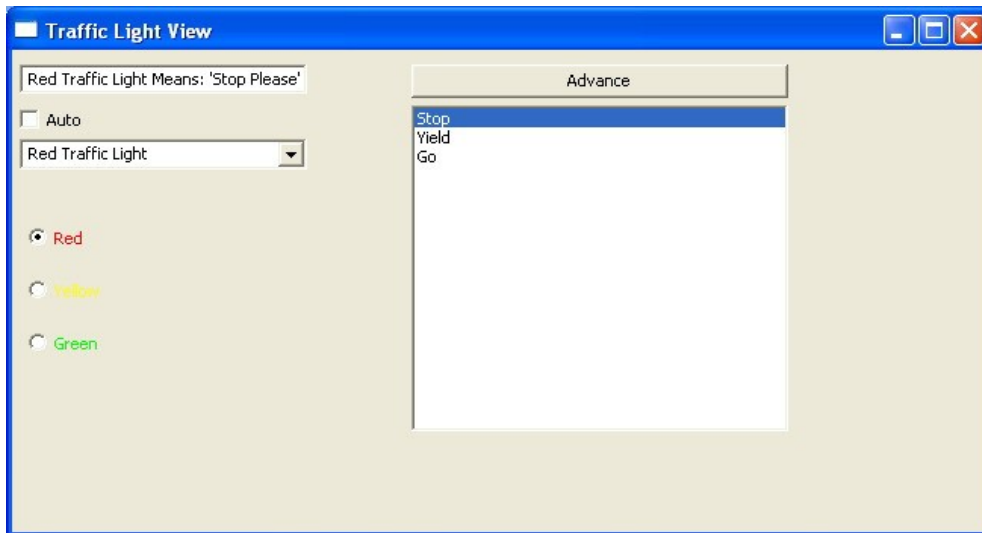 Traffic Light View
Red Traffic Light Means: 'Stop Please'
Advance
Auto
Red Traffic Light
Stop
Yield
Go
Red
Yellow
Green